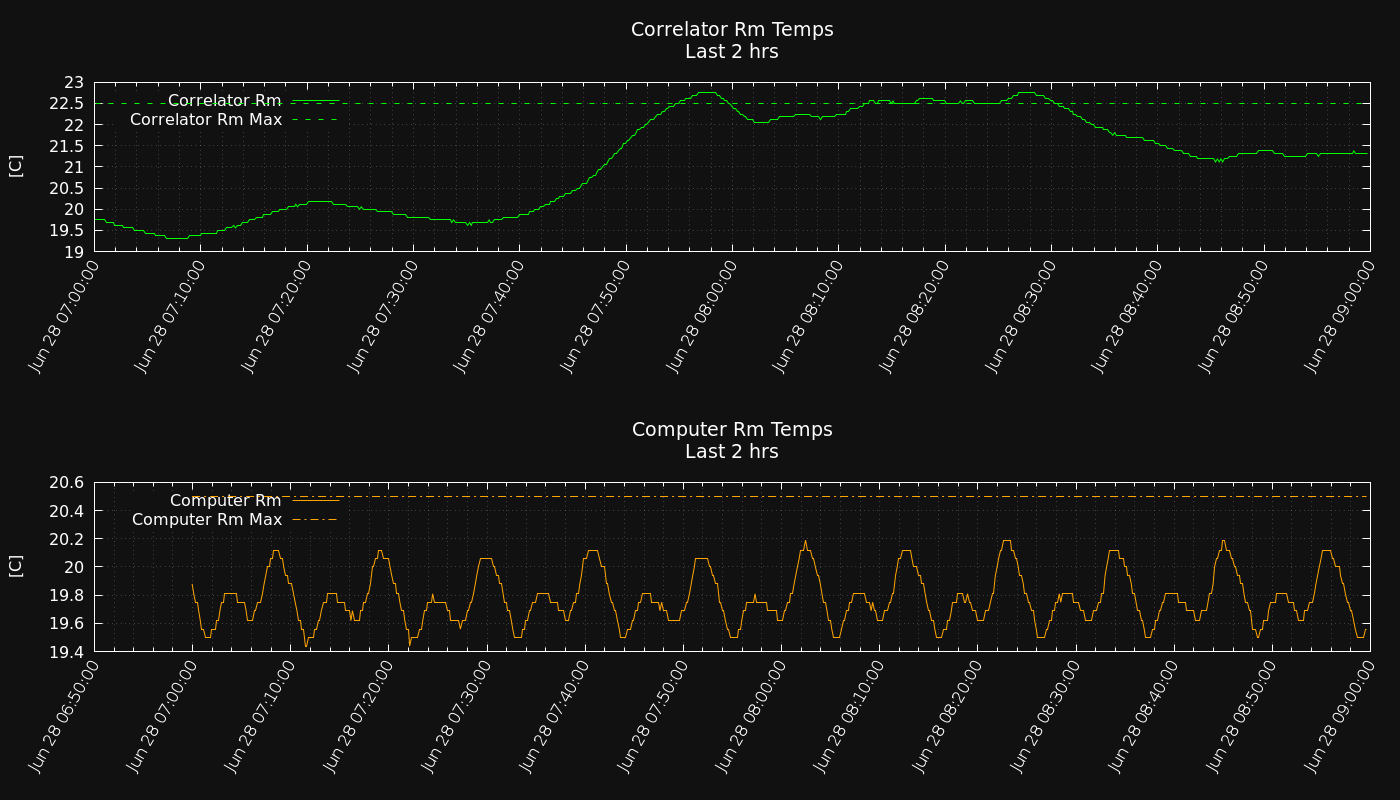 Correlator Rm Temps
Last 2 hrs
[C]
23
22.5
22
21.5
21
20.5
20
19.5
19
Correlator Rm
Correlator Rm Max
Jun 28 07:00:00
Jun 28 07:10:00
Jun 28 07:20:00
Jun 28 07:30:00
Jun 28 07:40:00
Jun 28 07:50:00
Jun 28 08:00:00
Jun 28 08:10:00
Jun 28 08:20:00
Jun 28 08:30:00
Jun 28 08:40:00
Jun 28 08:50:00
Jun 28 09:00:00
Computer Rm Temps
Last 2 hrs
[C]
20.6
20.4
20.2
20
19.8
19.6
19.4
Computer Rm
Computer Rm Max
Jun 28 06:50:00
Jun 28 07:00:00
Jun 28 07:10:00
Jun 28 07:20:00
Jun 28 07:30:00
Jun 28 07:40:00
Jun 28 07:50:00
Jun 28 08:00:00
Jun 28 08:10:00
Jun 28 08:20:00
Jun 28 08:30:00
Jun 28 08:40:00
Jun 28 08:50:00
Jun 28 09:00:00